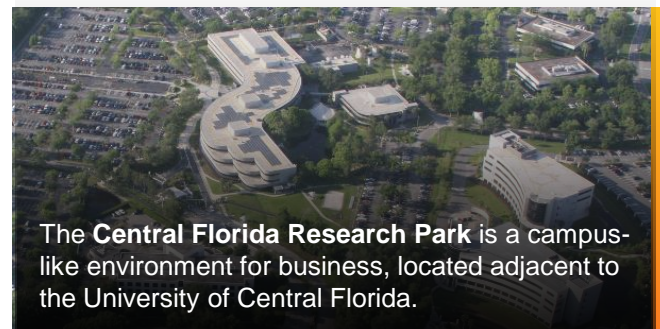 The Central Florida Research Park is a campus-
like environment for business, located adjacent to
the University of Central Florida.